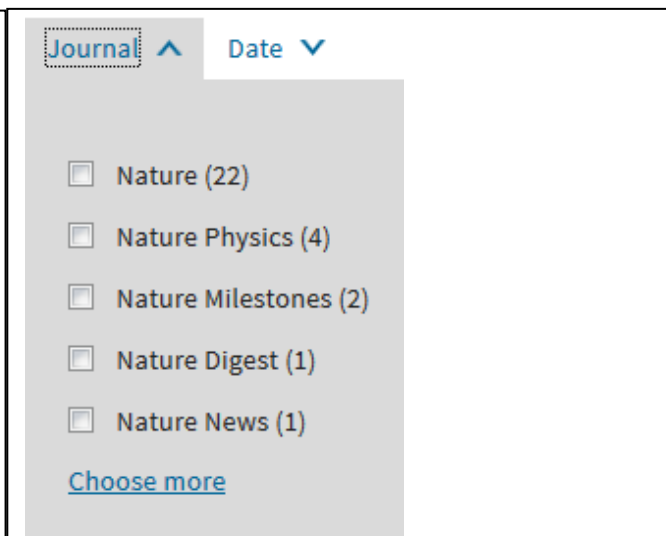 Journal Date
Nature (22)
Nature Physics (4)
Nature Milestones (2)
Nature Digest (1)
Nature News (1)
Choose more